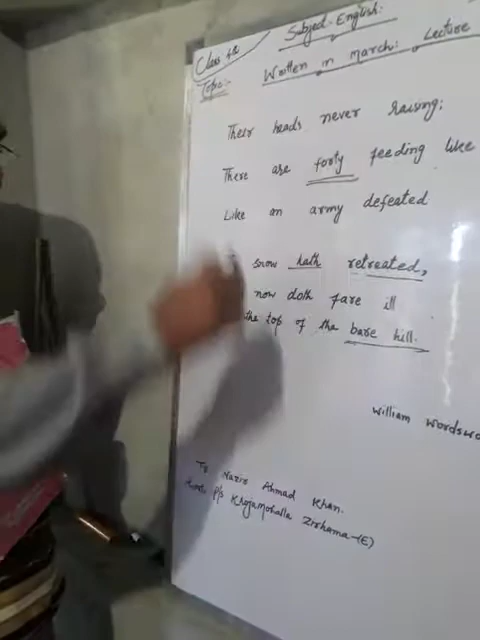 Class 4th
Subject English:
Topic:-
Written in march: Lecture
Their heads never raising;
There are forty feeding like
Like an army defeated
snow hath retreated,
now doth fare ill
the top of the bare hill.
William Wordswo
Nazir Ahmad Khan.
p/s Khojamohalla Zirhama-(E)